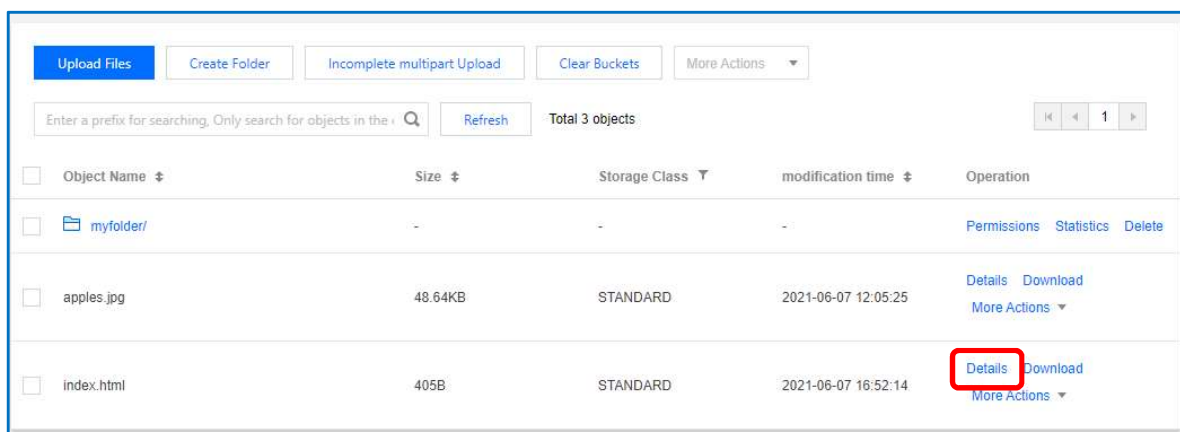 Upload Files Create Folder Incomplete multipart Upload Clear Buckets More Actions
Enter a prefix for searching, Only search for objects in the Refresh Total 3 objects 1
Object Name Size Storage Class modification time Operation
myfolder/ - - - Permissions Statistics Delete
apples.jpg 48.64KB STANDARD 2021-06-07 12:05:25 Details Download
More Actions
index.html 405B STANDARD 2021-06-07 16:52:14 Details Download
More Actions